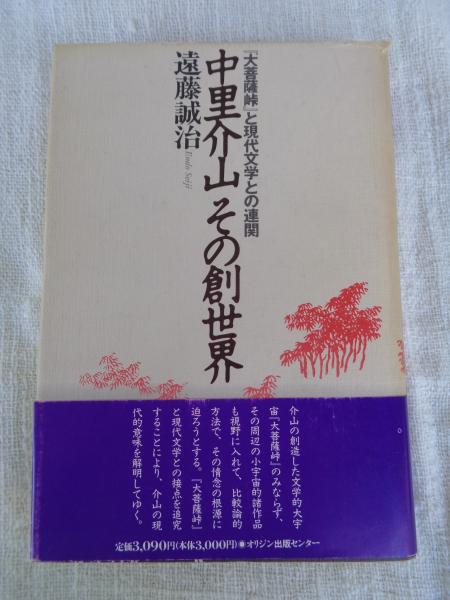 『大菩薩峠』と現代文学との連関
中里介山 その創世界
遠藤誠治
Endo Seiji
介山の創造した文学的大宇
宙『大菩薩峠』のみならず、
その周辺の小宇宙的諸作品
も視野に入れて、比較論的
方法で、その情念の根源に
迫ろうとする。『大菩薩峠』
と現代文学との接点を追究
することにより、介山の現
代的意味を解明してゆく。
定価3,090円(本体3,000円)●オリジン出版センター